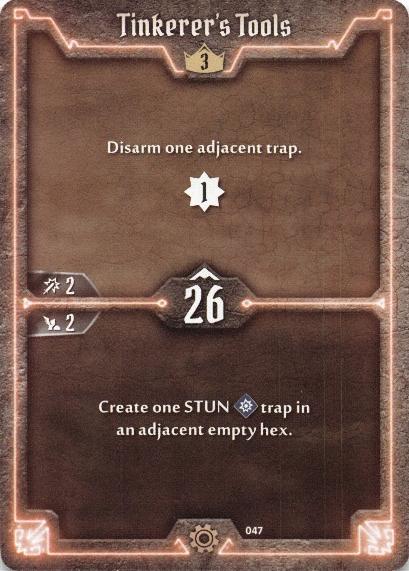 Tinkerer's Tools
3
Disarm one adjacent trap.
1
2
26
2
Create one STUN trap in
an adjacent empty hex.
047